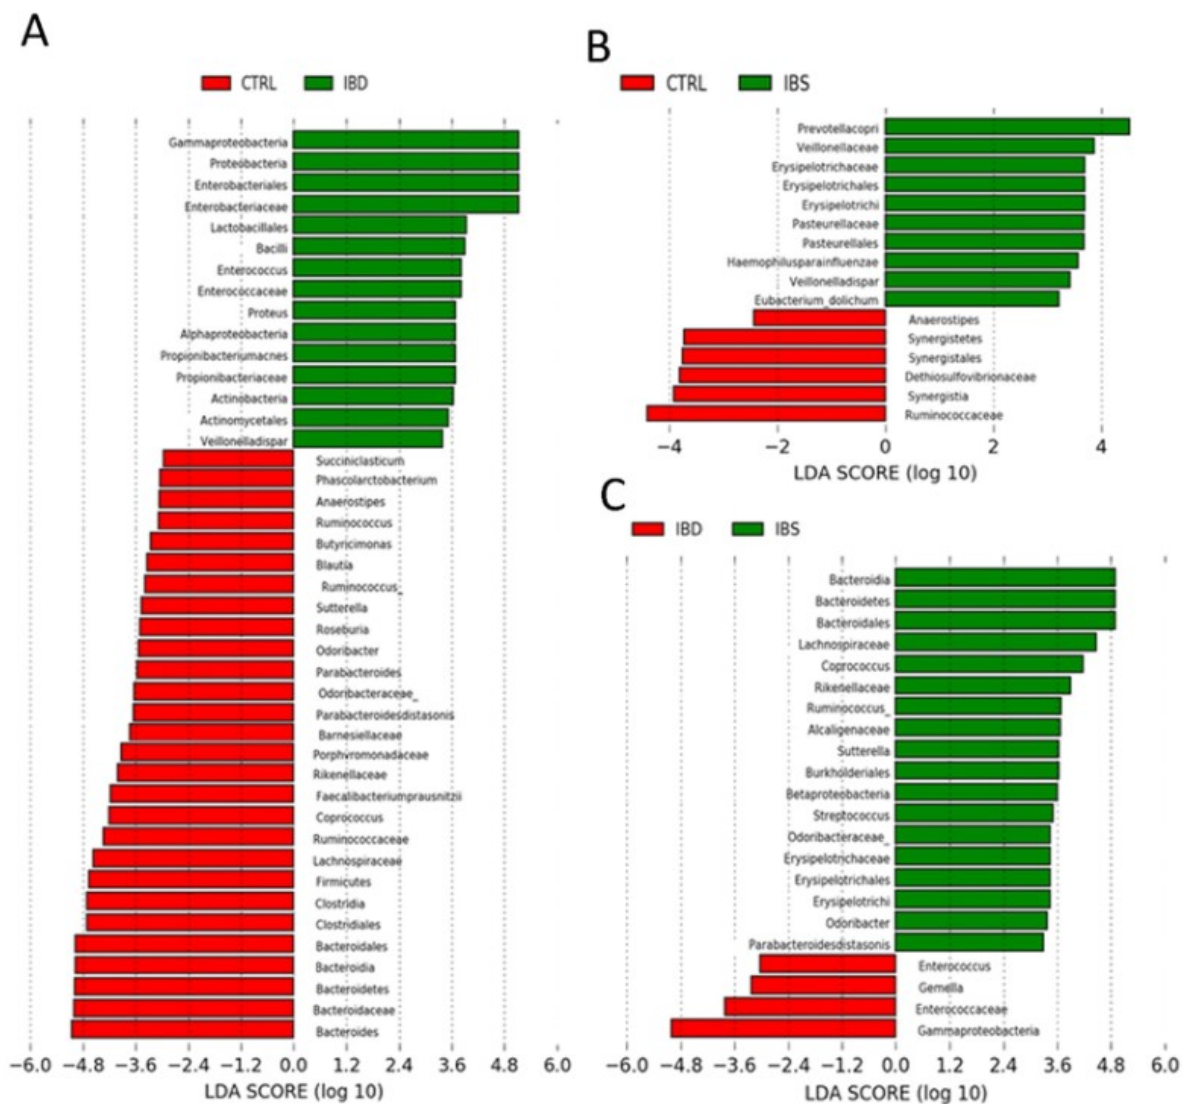 A
CTRL IBD
Gammaproteobacteria
Proteobacteria
Enterobacteriales
Enterobacteriaceae
Lactobacillales
Bacilli
Enterococcus
Enterococcaceae
Proteus
Alphaproteobacteria
Propionibacteriumacnes
Propionibacteriaceae
Actinobacteria
Actinomycetales
Veillonelladispar
Succiniclasticum
Phascolarctobacterium
Anaerostipes
Ruminococcus
Butyricimonas
Blautia
Ruminococcus_
Sutterella
Roseburia
Odoribacter
Parabacteroides
Odoribacteraceae_
Parabacteroidesdistasonis
Barnesiellaceae
Porphyromonadaceae
Rikenellaceae
Faecalibacteriumprausnitzii
Coprococcus
Ruminococcaceae
Lachnospiraceae
Firmicutes
Clostridia
Clostridiales
Bacteroidales
Bacteroidia
Bacteroidetes
Bacteroidaceae
Bacteroides
−6.0 −4.8 −3.6 −2.4 −1.2 0.0 1.2 2.4 3.6 4.8 6.0
LDA SCORE (log 10)
B
CTRL IBS
Prevotellacopri
Veillonellaceae
Erysipelotrichaceae
Erysipelotrichales
Erysipelotrichi
Pasteurellaceae
Pasteurellales
Haemophilusparainfluenzae
Veillonelladispar
Eubacterium_dolichum
Anaerostipes
Synergistetes
Synergistales
Dethiosulfovibrionaceae
Synergistia
Ruminococcaceae
−4 −2 0 2 4
LDA SCORE (log 10)
C
IBD IBS
Bacteroidia
Bacteroidetes
Bacteroidales
Lachnospiraceae
Coprococcus
Rikenellaceae
Ruminococcus_
Alcaligenaceae
Sutterella
Burkholderiales
Betaproteobacteria
Streptococcus
Odoribacteraceae_
Erysipelotrichaceae
Erysipelotrichales
Erysipelotrichi
Odoribacter
Parabacteroidesdistasonis
Enterococcus
Gemella
Enterococcaceae
Gammaproteobacteria
−6.0 −4.8 −3.6 −2.4 −1.2 0.0 1.2 2.4 3.6 4.8 6.0
LDA SCORE (log 10)